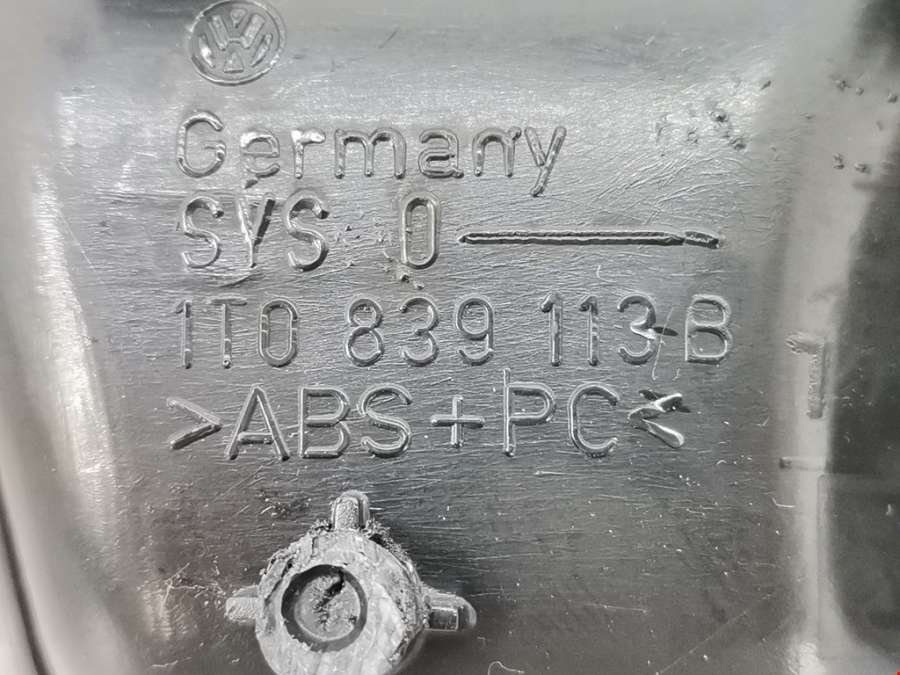 Germany
SYS 0
1T0 839 113 B
>ABS+PC<